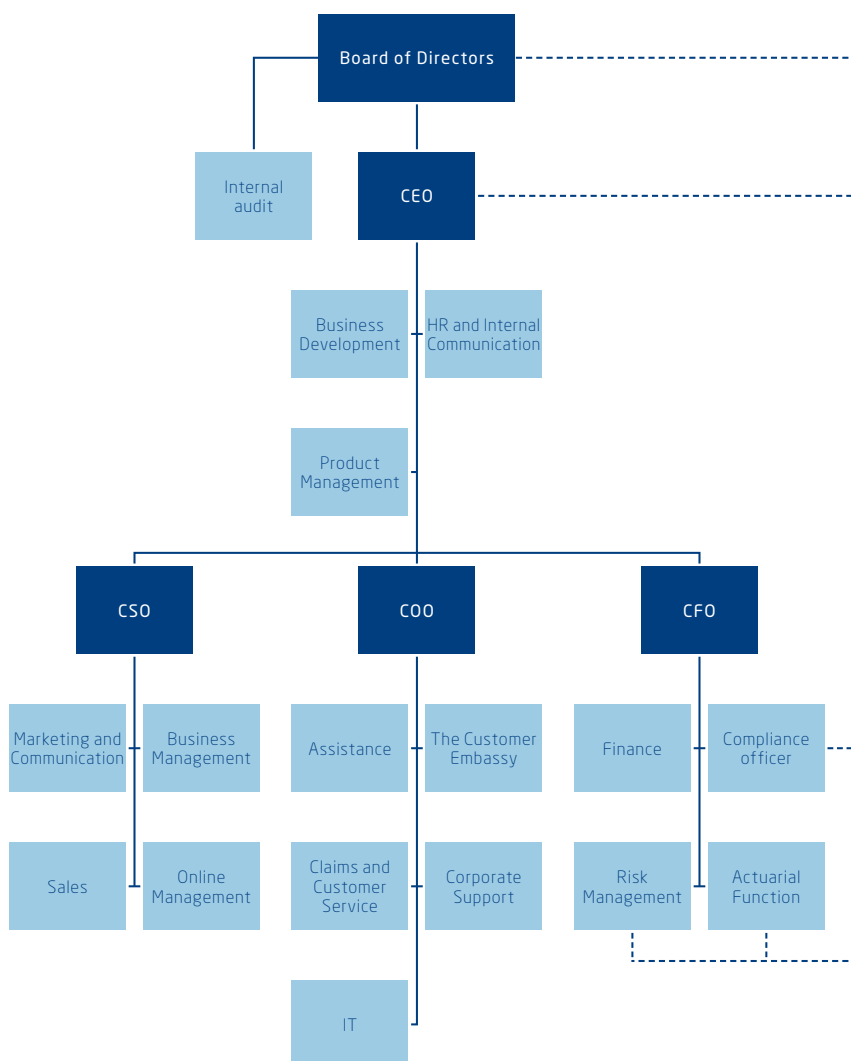 Board of Directors
Internal
audit
CEO
Business
Development
HR and Internal
Communication
Product
Management
CSO
COO
CFO
Marketing and
Communication
Business
Management
Assistance
The Customer
Embassy
Finance
Compliance
officer
Sales
Online
Management
Claims and
Customer
Service
Corporate
Support
Risk
Management
Actuarial
Function
IT